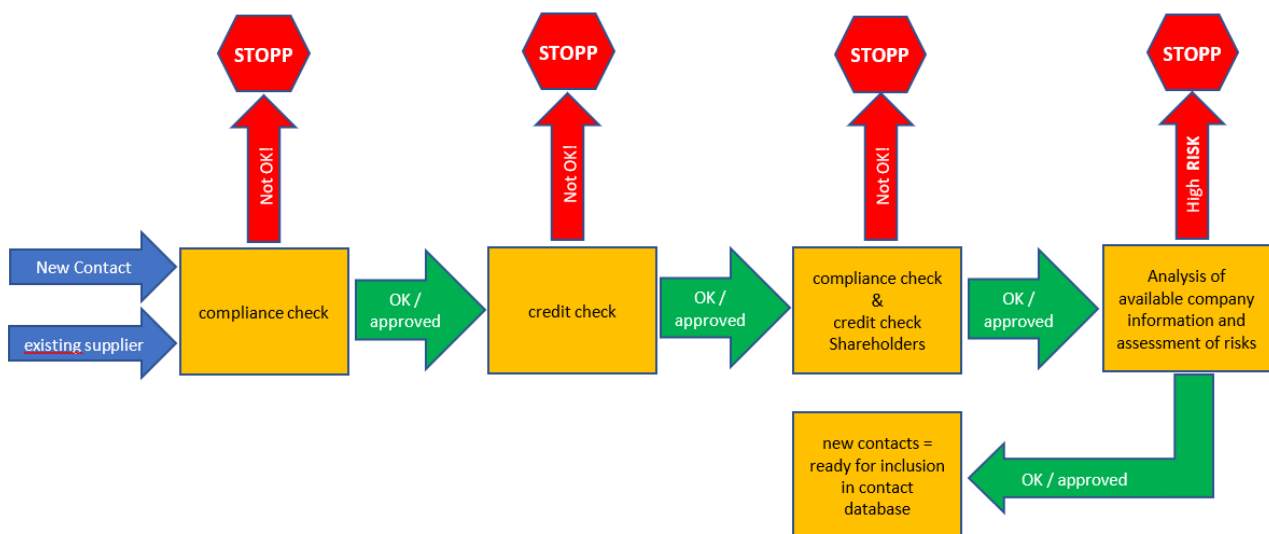 STOPP
STOPP
STOPP
STOPP
Not OK!
Not OK!
Not OK!
High RISK
New Contact
existing supplier
compliance check
OK /
approved
credit check
OK /
approved
compliance check
&
credit check
Shareholders
OK /
approved
Analysis of
available company
information and
assessment of risks
new contacts =
ready for inclusion
in contact
database
OK / approved